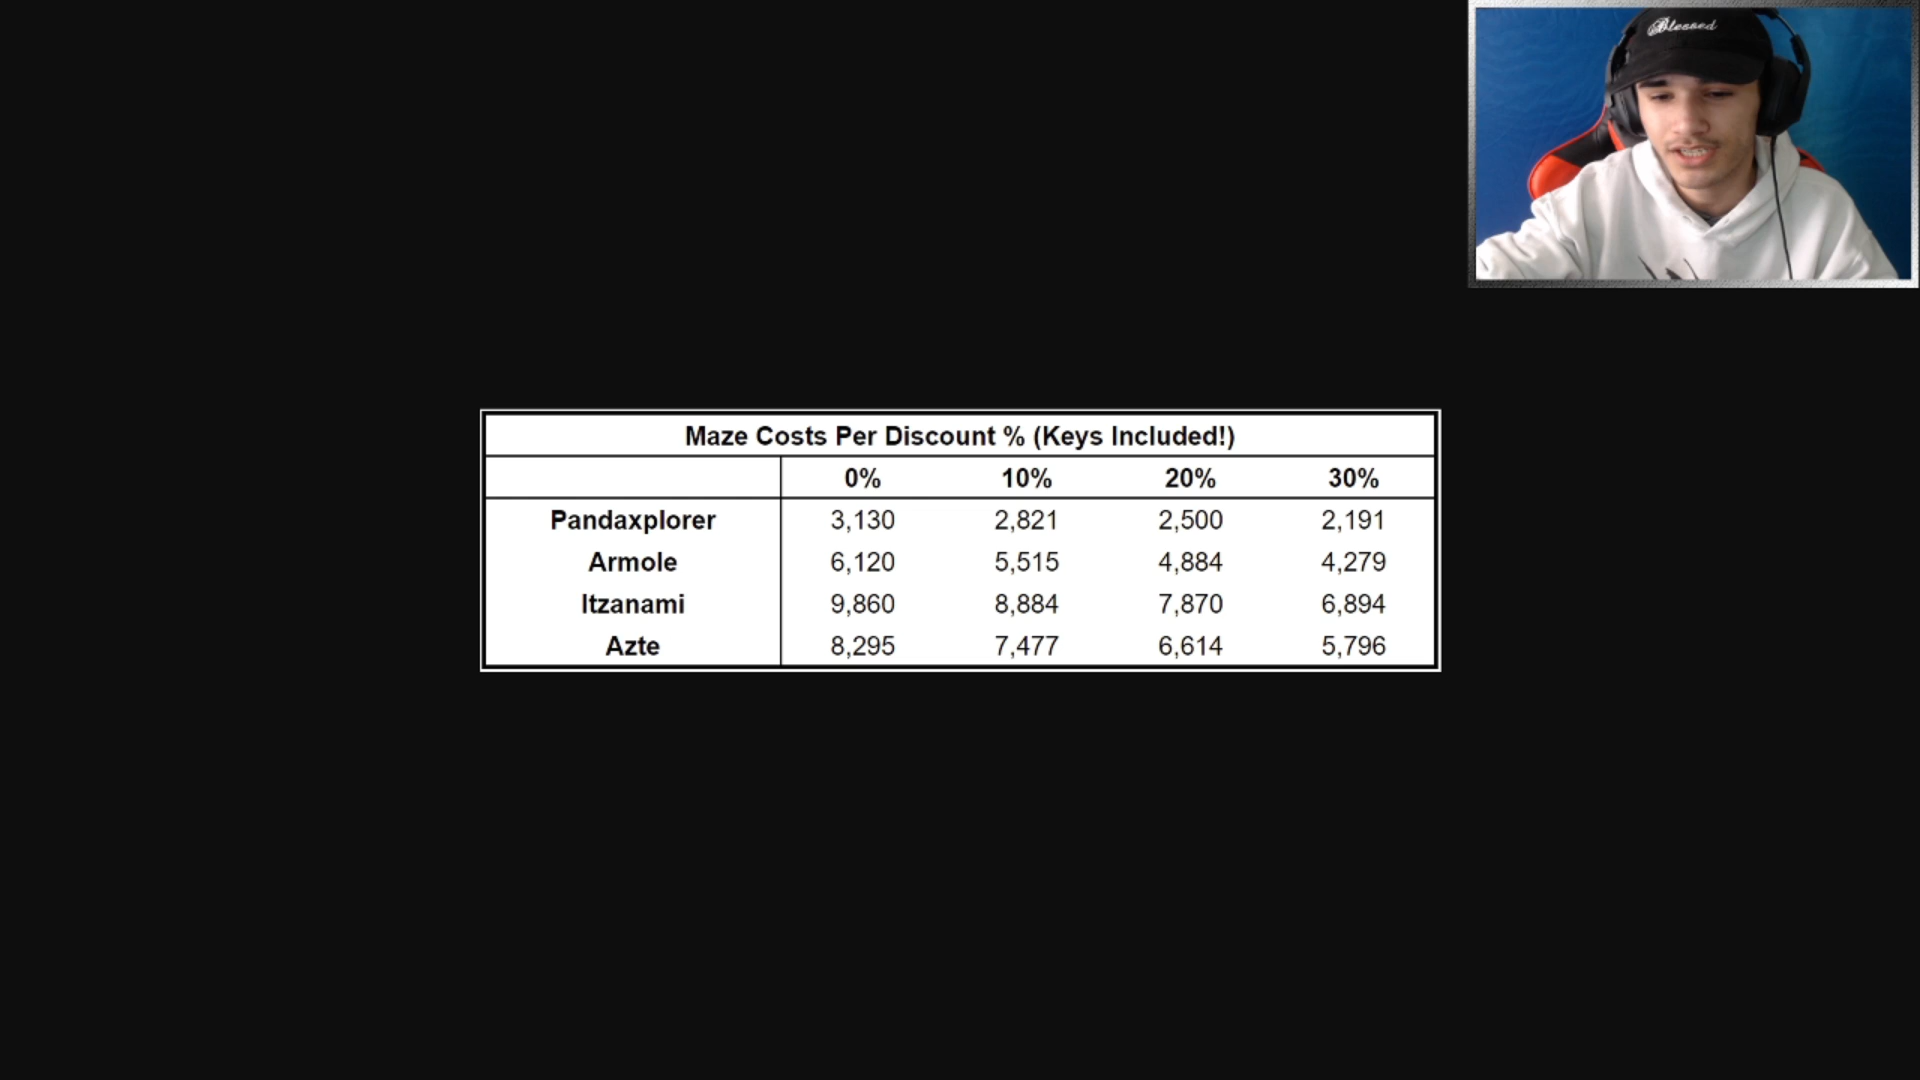 Blessed
Maze Costs Per Discount % (Keys Included!)
0% 10% 20% 30%
Pandaxplorer 3,130 2,821 2,500 2,191
Armole 6,120 5,515 4,884 4,279
Itzanami 9,860 8,884 7,870 6,894
Azte 8,295 7,477 6,614 5,796